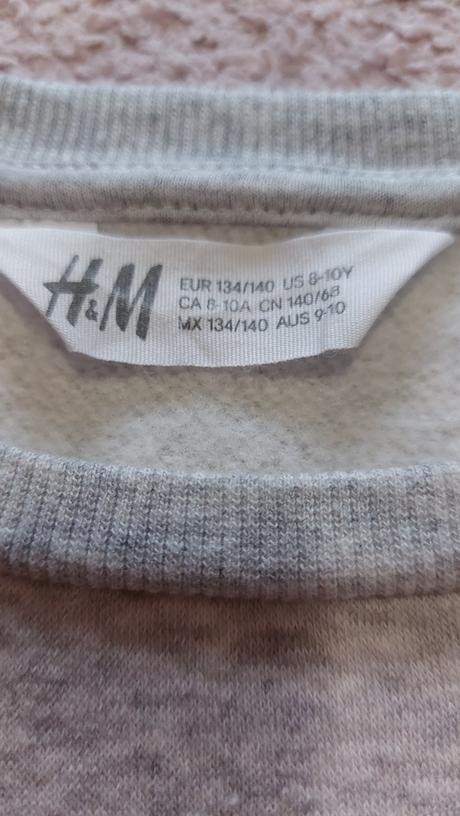 H&M
EUR 134/140 US 8-10Y
CA 8-10A CN 140/68
MX 134/140 AUS 9-10